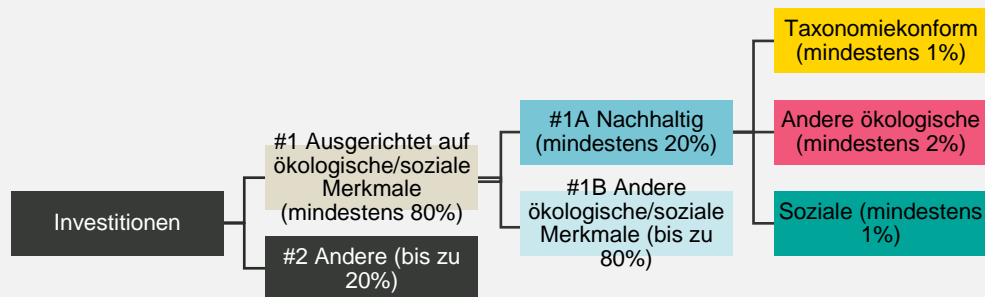 Investitionen
#1 Ausgerichtet auf
ökologische/soziale
Merkmale
(mindestens 80%)
#2 Andere (bis zu
20%)
#1A Nachhaltig
(mindestens 20%)
#1B Andere
ökologische/soziale
Merkmale (bis zu
80%)
Taxonomiekonform
(mindestens 1%)
Andere ökologische
(mindestens 2%)
Soziale (mindestens
1%)